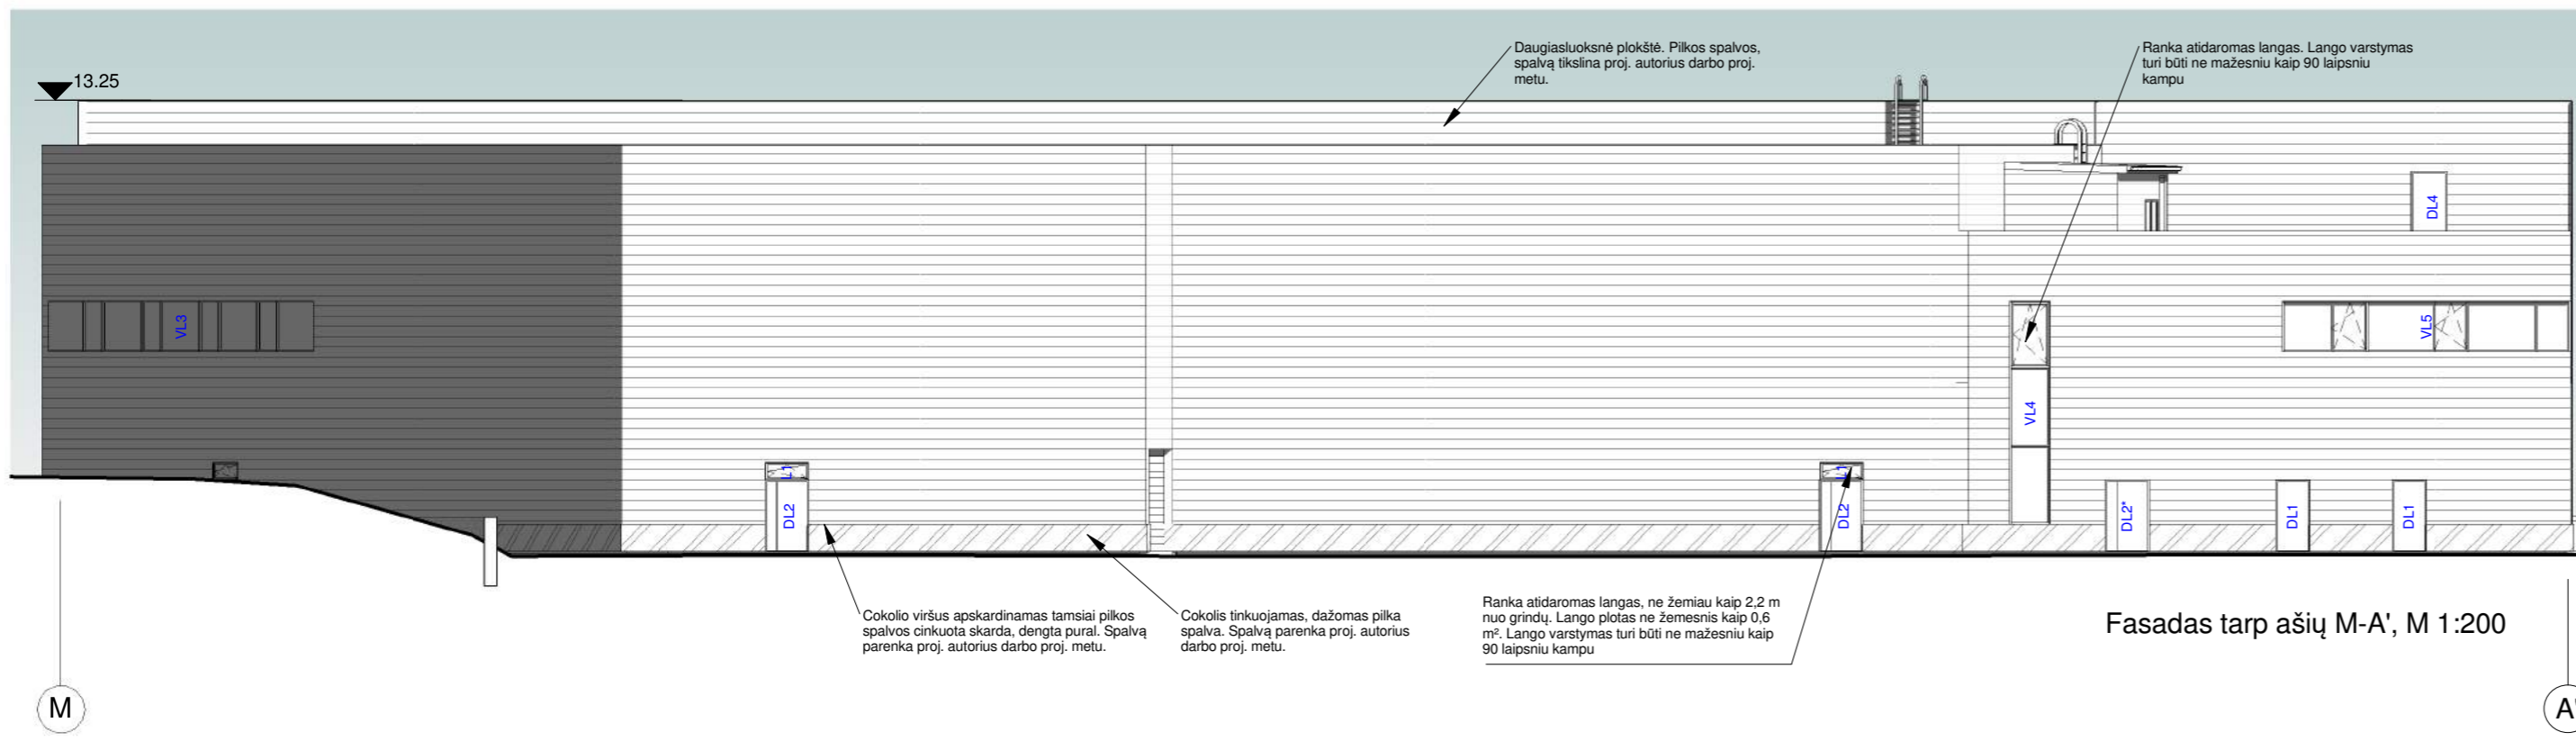 Daugiasluoksnė plokštė. Pilkos spalvos,
spalvą tikslina proj. autorius darbo proj.
metu.
Ranka atidaromas langas. Lango varstymas
turi būti ne mažesniu kaip 90 laipsniu
kampu
13.25
DL4
VL3
VL5
VL4
L1
DL2
L1
DL2
DL2*
DL1
DL1
Cokolio viršus apskardinamas tamsiai pilkos
spalvos cinkuota skarda, dengta pural. Spalvą
parenka proj. autorius darbo proj. metu.
Cokolis tinkuojamas, dažomas pilka
spalva. Spalvą parenka proj. autorius
darbo proj. metu.
Ranka atidaromas langas, ne žemiau kaip 2,2 m
nuo grindų. Lango plotas ne žemesnis kaip 0,6
m². Lango varstymas turi būti ne mažesniu kaip
90 laipsniu kampu
Fasadas tarp ašių M-A', M 1:200
M
A'